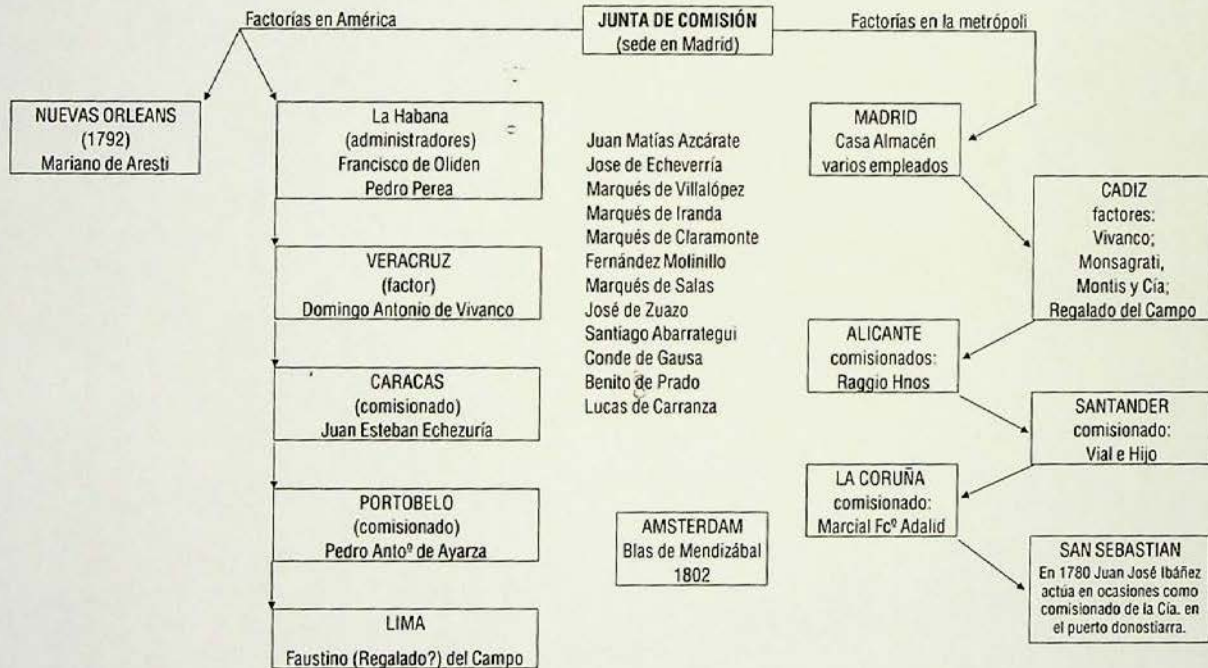 Factorías en América
JUNTA DE COMISIÓN
(sede en Madrid)
Factorías en la metrópoli
NUEVAS ORLEANS
(1792)
Mariano de Aresti
La Habana
(administradores)
Francisco de Oliden
Pedro Perea
VERACRUZ
(factor)
Domingo Antonio de Vivanco
CARACAS
(comisionado)
Juan Esteban Echezuría
PORTOBELO
(comisionado)
Pedro Antoº de Ayarza
LIMA
Faustino (Regalado?) del Campo
Juan Matías Azcárate
Jose de Echeverría
Marqués de Villalópez
Marqués de Iranda
Marqués de Claramonte
Fernández Molinillo
Marqués de Salas
José de Zuazo
Santiago Abarrategui
Conde de Gausa
Benito de Prado
Lucas de Carranza
AMSTERDAM
Blas de Mendizábal
1802
MADRID
Casa Almacén
varios empleados
CADIZ
factores:
Vivanco;
Monsagrati,
Montis y Cía;
Regalado del Campo
ALICANTE
comisionados:
Raggio Hnos
SANTANDER
comisionado:
Vial e Hijo
LA CORUÑA
comisionado:
Marcial Fcº Adalid
SAN SEBASTIAN
En 1780 Juan José Ibáñez
actúa en ocasiones como
comisionado de la Cía. en
el puerto donostiarra.